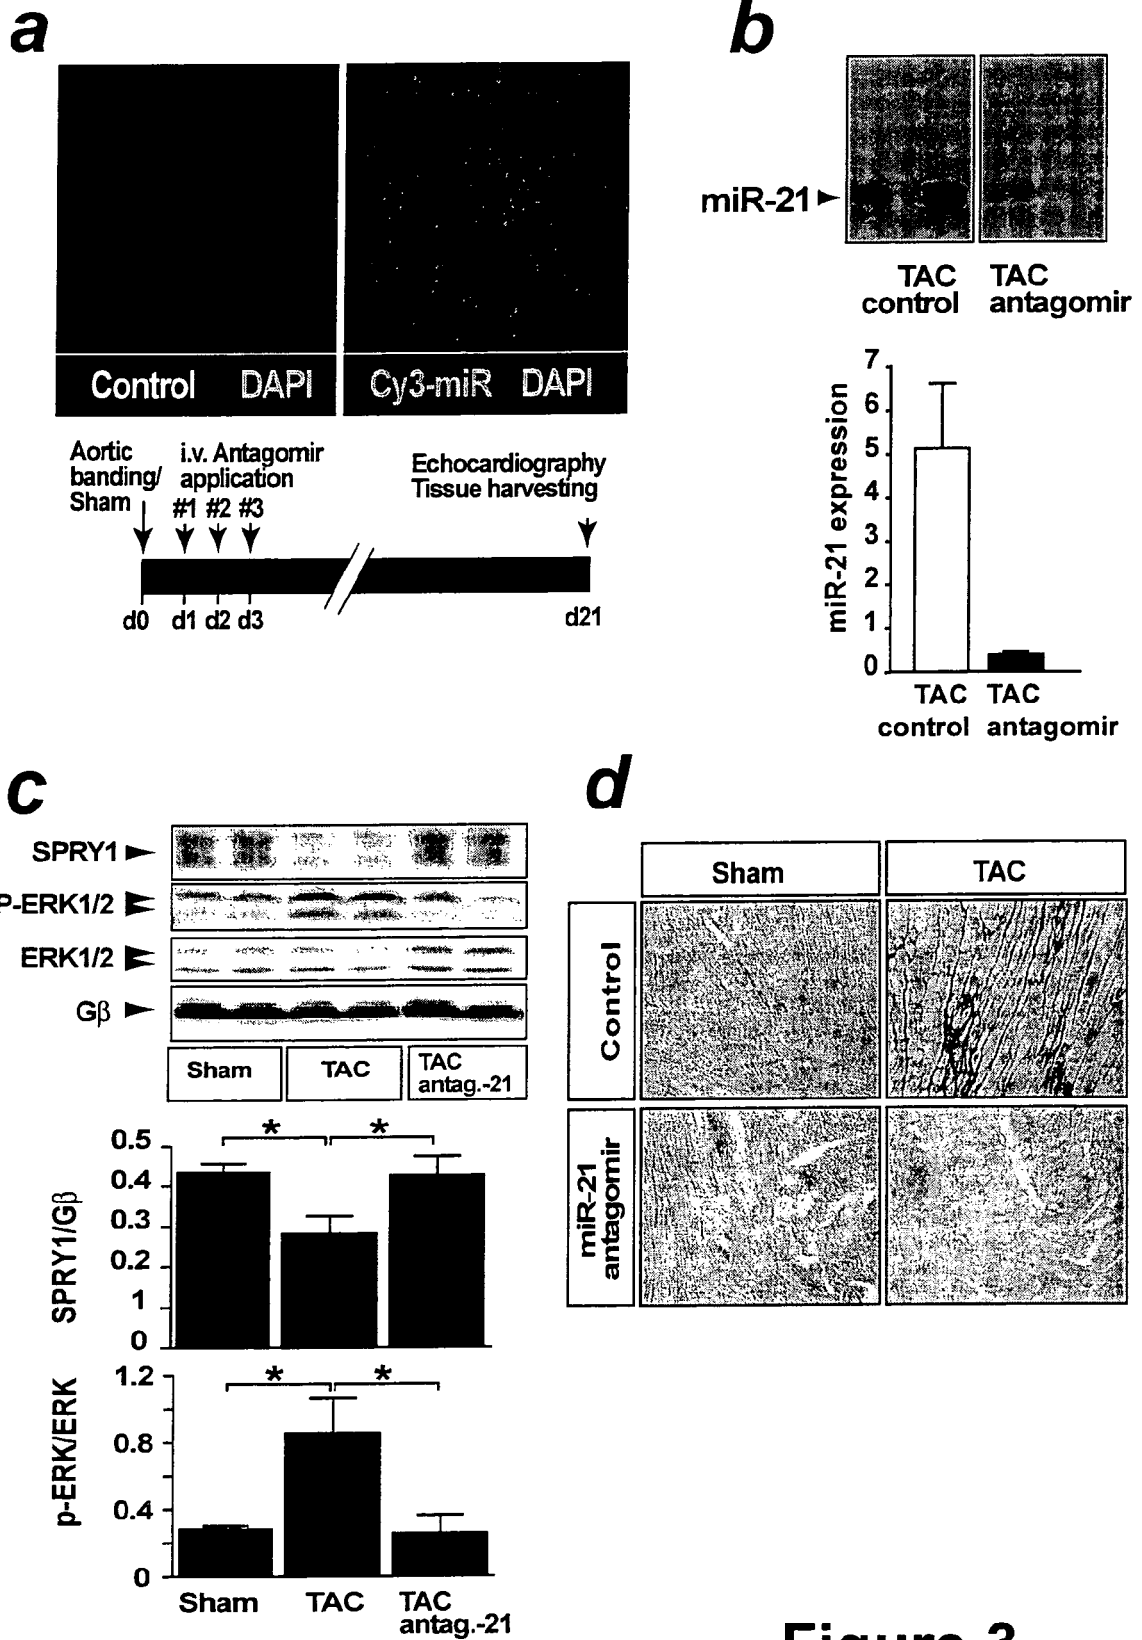 a
Control DAPI
Cy3-miR DAPI
Aortic
banding/
Sham
i.v. Antagomir
application
#1 #2 #3
Echocardiography
Tissue harvesting
d0 d1 d2 d3 d21
b
miR-21
TAC
control
TAC
antagomir
miR-21 expression
7
6
5
4
3
2
1
0
TAC
control
TAC
antagomir
c
SPRY1
P-ERK1/2
ERK1/2
Gβ
Sham
TAC
TAC
antag.-21
* *
SPRY1/Gβ
0.5
0.4
0.3
0.2
1
0
* *
p-ERK/ERK
1.2
0.8
0.4
0
Sham
TAC
TAC
antag.-21
d
Sham
TAC
Control
miR-21
antagomir
Figure 3